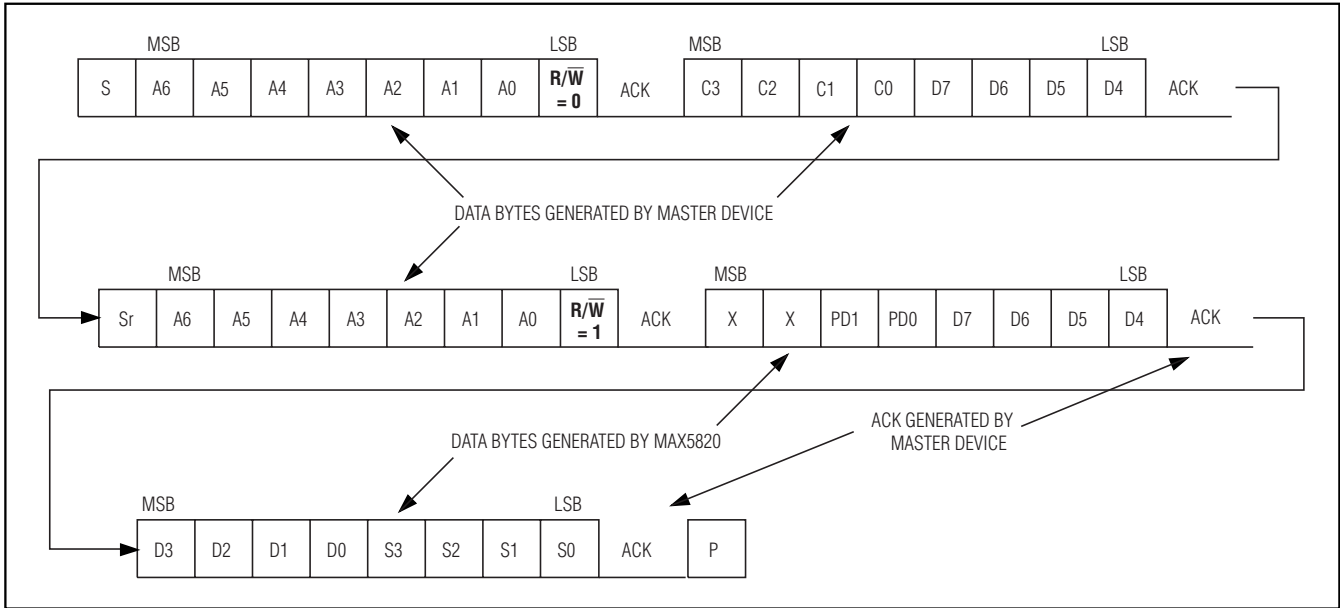 MSB LSB MSB LSB
S A6 A5 A4 A3 A2 A1 A0 R/W̅ = 0 ACK C3 C2 C1 C0 D7 D6 D5 D4 ACK
DATA BYTES GENERATED BY MASTER DEVICE
MSB LSB MSB LSB
Sr A6 A5 A4 A3 A2 A1 A0 R/W̅ = 1 ACK X X PD1 PD0 D7 D6 D5 D4 ACK
DATA BYTES GENERATED BY MAX5820
ACK GENERATED BY
MASTER DEVICE
MSB LSB
D3 D2 D1 D0 S3 S2 S1 S0 ACK P